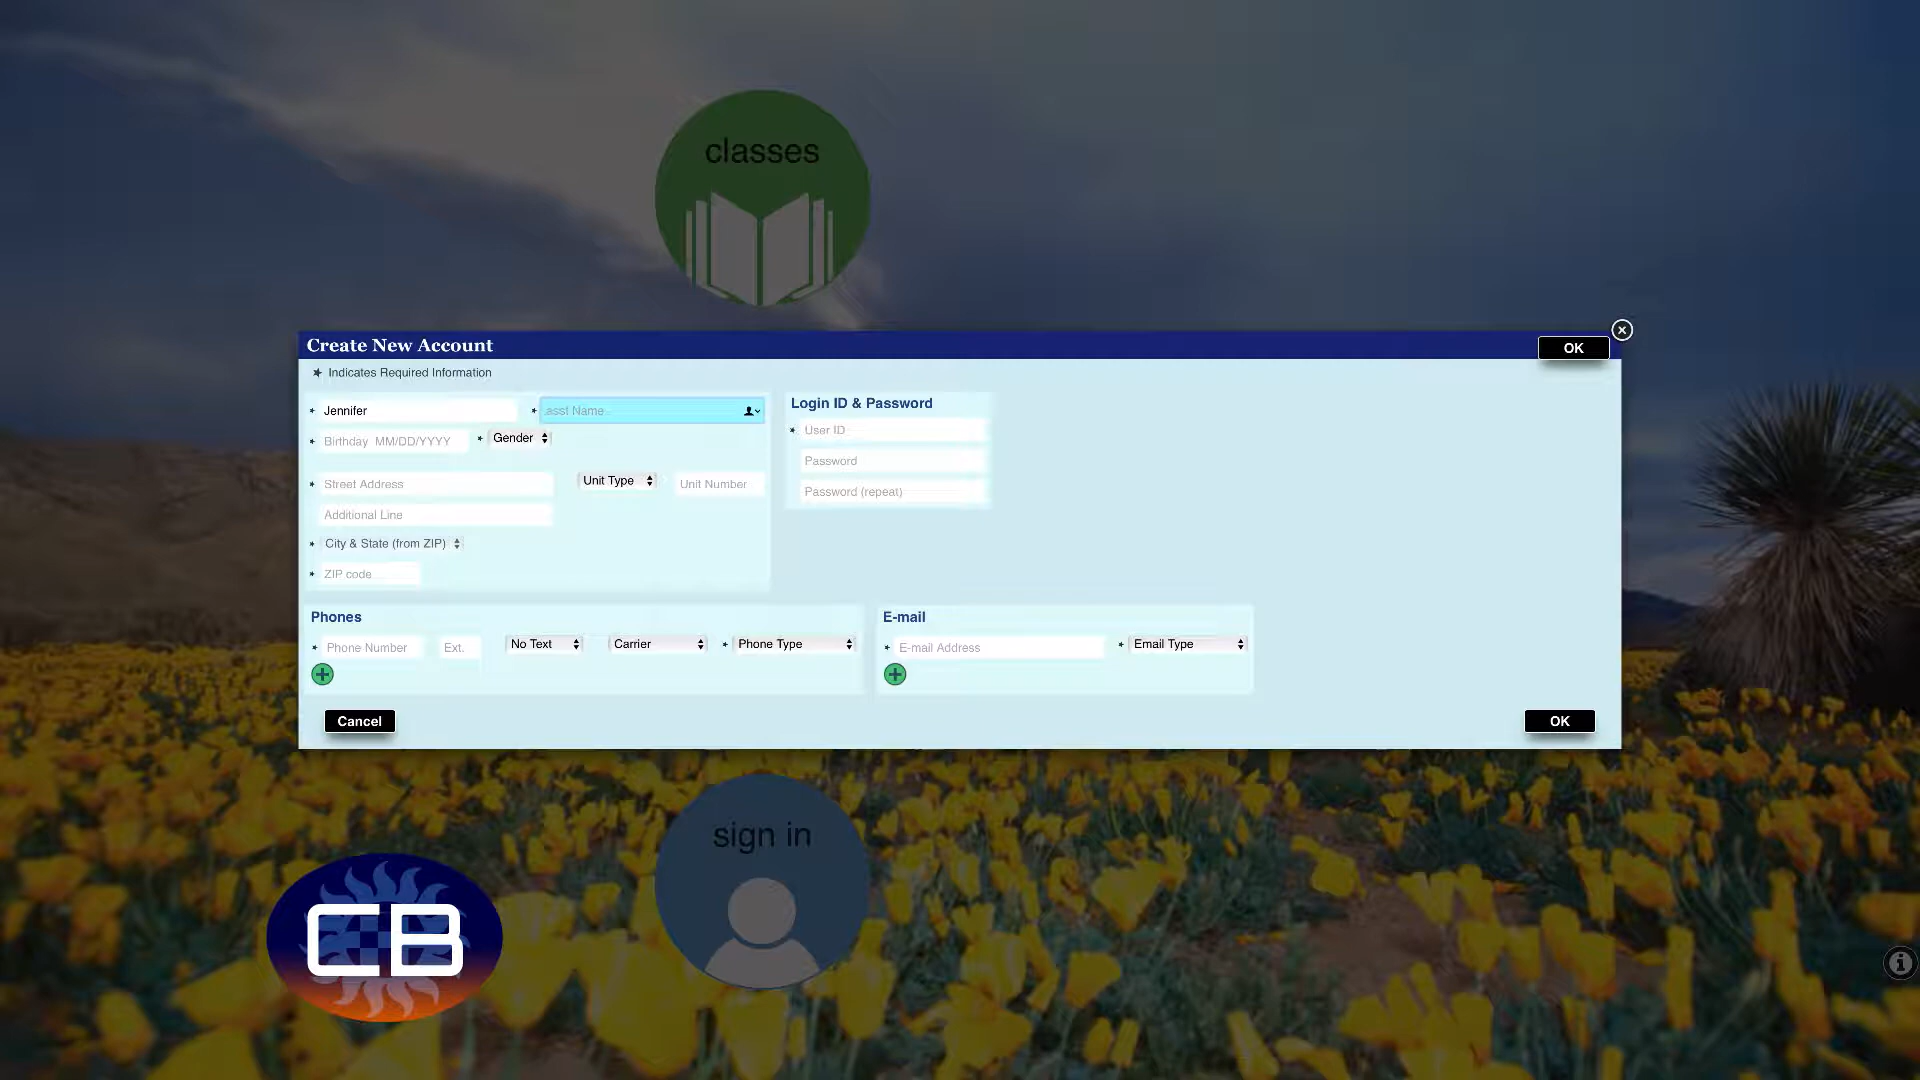 classes
Create New Account
OK
* Indicates Required Information
* Jennifer
* Last Name
* Birthday MM/DD/YYYY
* Gender
* Street Address
Unit Type
Unit Number
Additional Line
* City & State (from ZIP)
* ZIP code
Login ID & Password
* User ID
Password
Password (repeat)
Phones
* Phone Number
Ext.
No Text
Carrier
* Phone Type
E-mail
* E-mail Address
* Email Type
Cancel
OK
sign in
CB